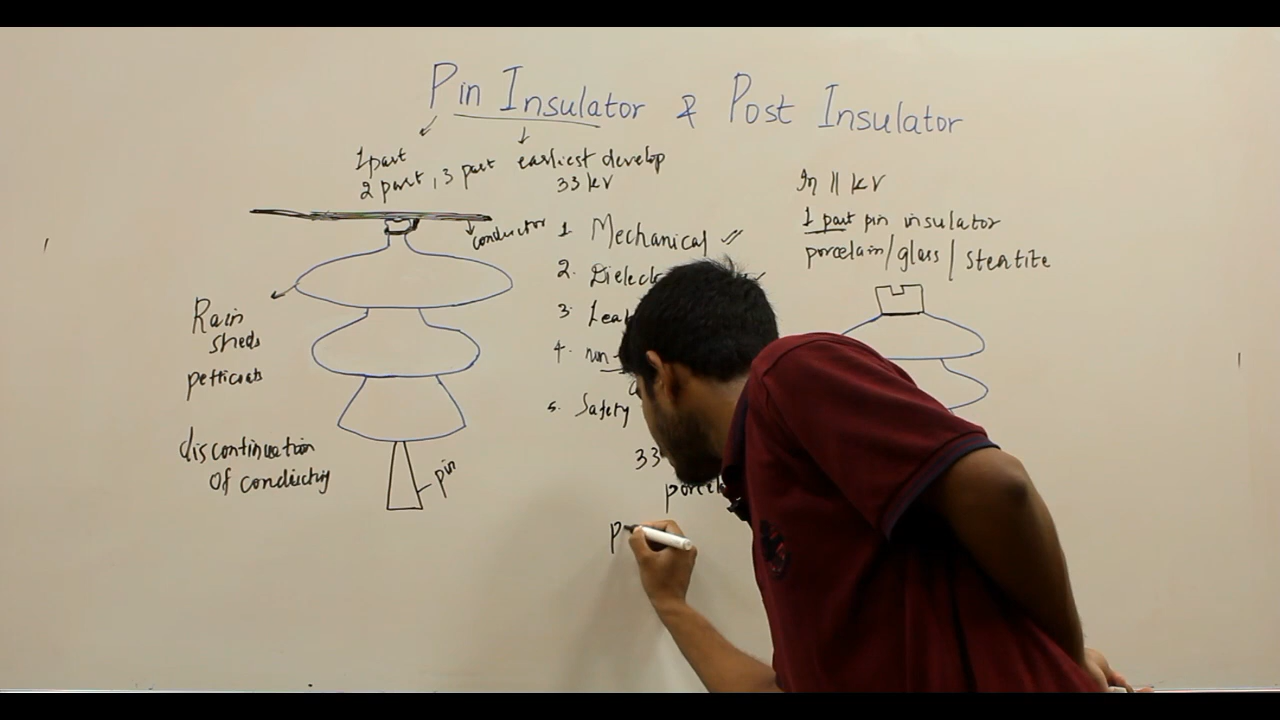 Pin Insulator & Post Insulator
1 part
2 part, 3 part
earliest develop
33 kv
conductor
Rain
sheds
petticoats
discontinuation
Of conducting
pin
1 Mechanical
2.
3.
4.
5. Safety
33
In 11 KV
1 part pin insulator
porcelain/glass/steatite
P